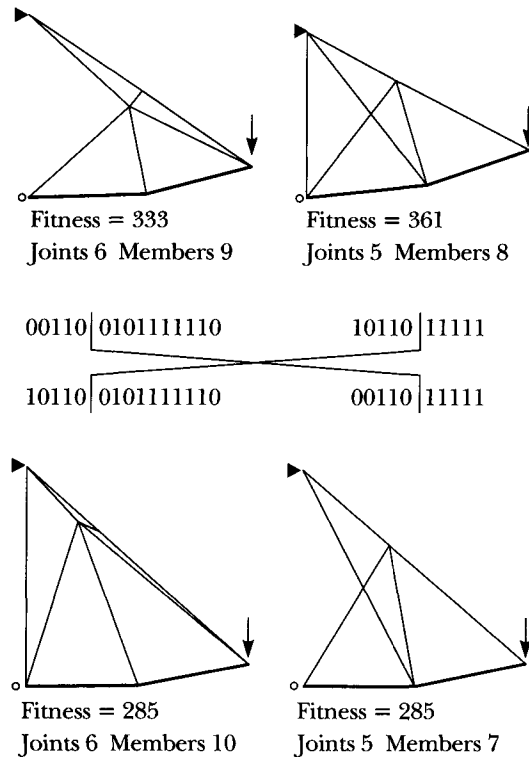 Fitness = 333
Joints 6 Members 9
Fitness = 361
Joints 5 Members 8
00110 0101111110
10110 11111
10110 0101111110
00110 11111
Fitness = 285
Joints 6 Members 10
Fitness = 285
Joints 5 Members 7